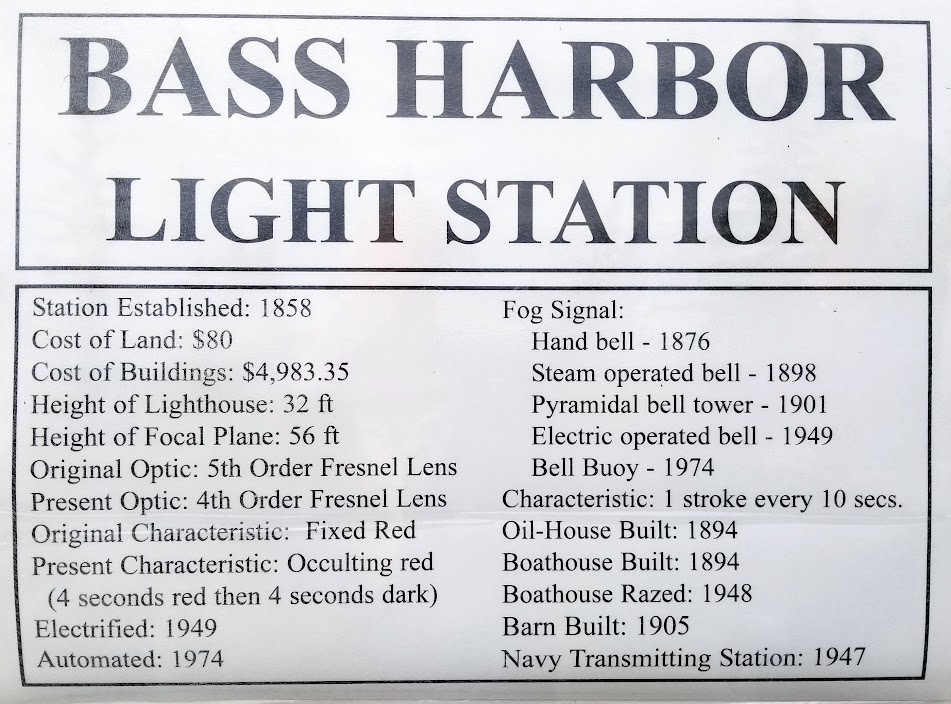 BASS HARBOR
LIGHT STATION
Station Established: 1858
Cost of Land: $80
Cost of Buildings: $4,983.35
Height of Lighthouse: 32 ft
Height of Focal Plane: 56 ft
Original Optic: 5th Order Fresnel Lens
Present Optic: 4th Order Fresnel Lens
Original Characteristic: Fixed Red
Present Characteristic: Occulting red
(4 seconds red then 4 seconds dark)
Electrified: 1949
Automated: 1974
Fog Signal:
Hand bell - 1876
Steam operated bell - 1898
Pyramidal bell tower - 1901
Electric operated bell - 1949
Bell Buoy - 1974
Characteristic: 1 stroke every 10 secs.
Oil-House Built: 1894
Boathouse Built: 1894
Boathouse Razed: 1948
Barn Built: 1905
Navy Transmitting Station: 1947